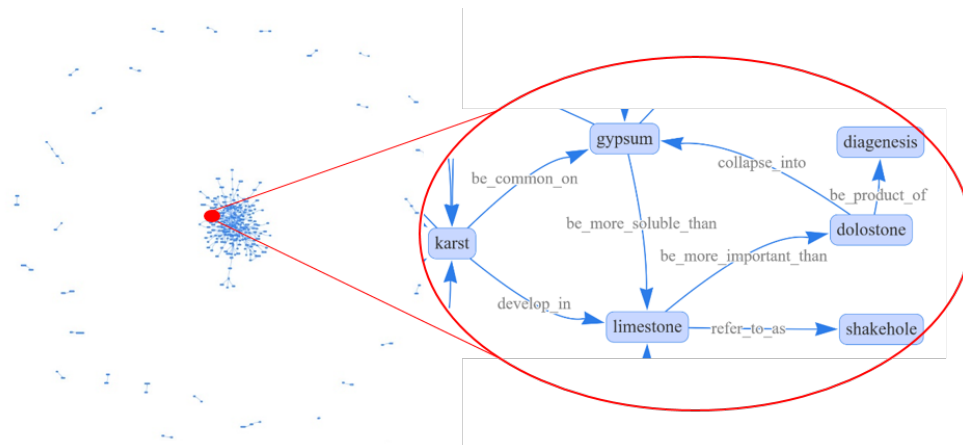 gypsum
diagenesis
collapse_into
be_common_on
be_product_of
be_more_soluble_than
dolostone
karst
be_more_important_than
develop_in
limestone
refer_to_as
shakehole